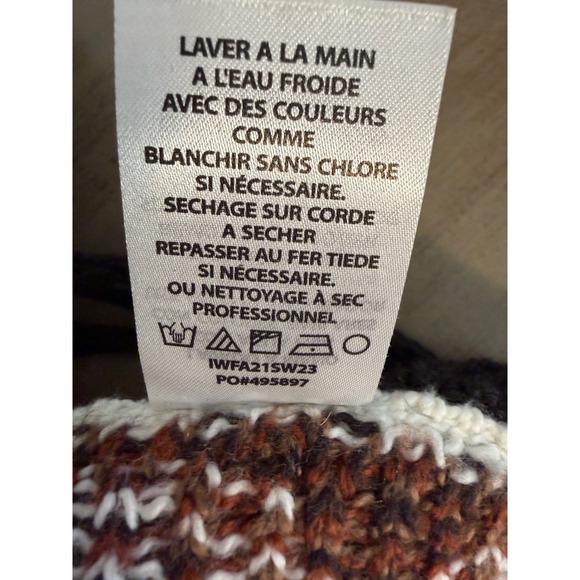 LAVER A LA MAIN
A L'EAU FROIDE
AVEC DES COULEURS
COMME
BLANCHIR SANS CHLORE
SI NÉCESSAIRE.
SECHAGE SUR CORDE
A SECHER
REPASSER AU FER TIEDE
SI NÉCESSAIRE.
OU NETTOYAGE À SEC
PROFESSIONNEL
IWFA21SW23
PO#495897